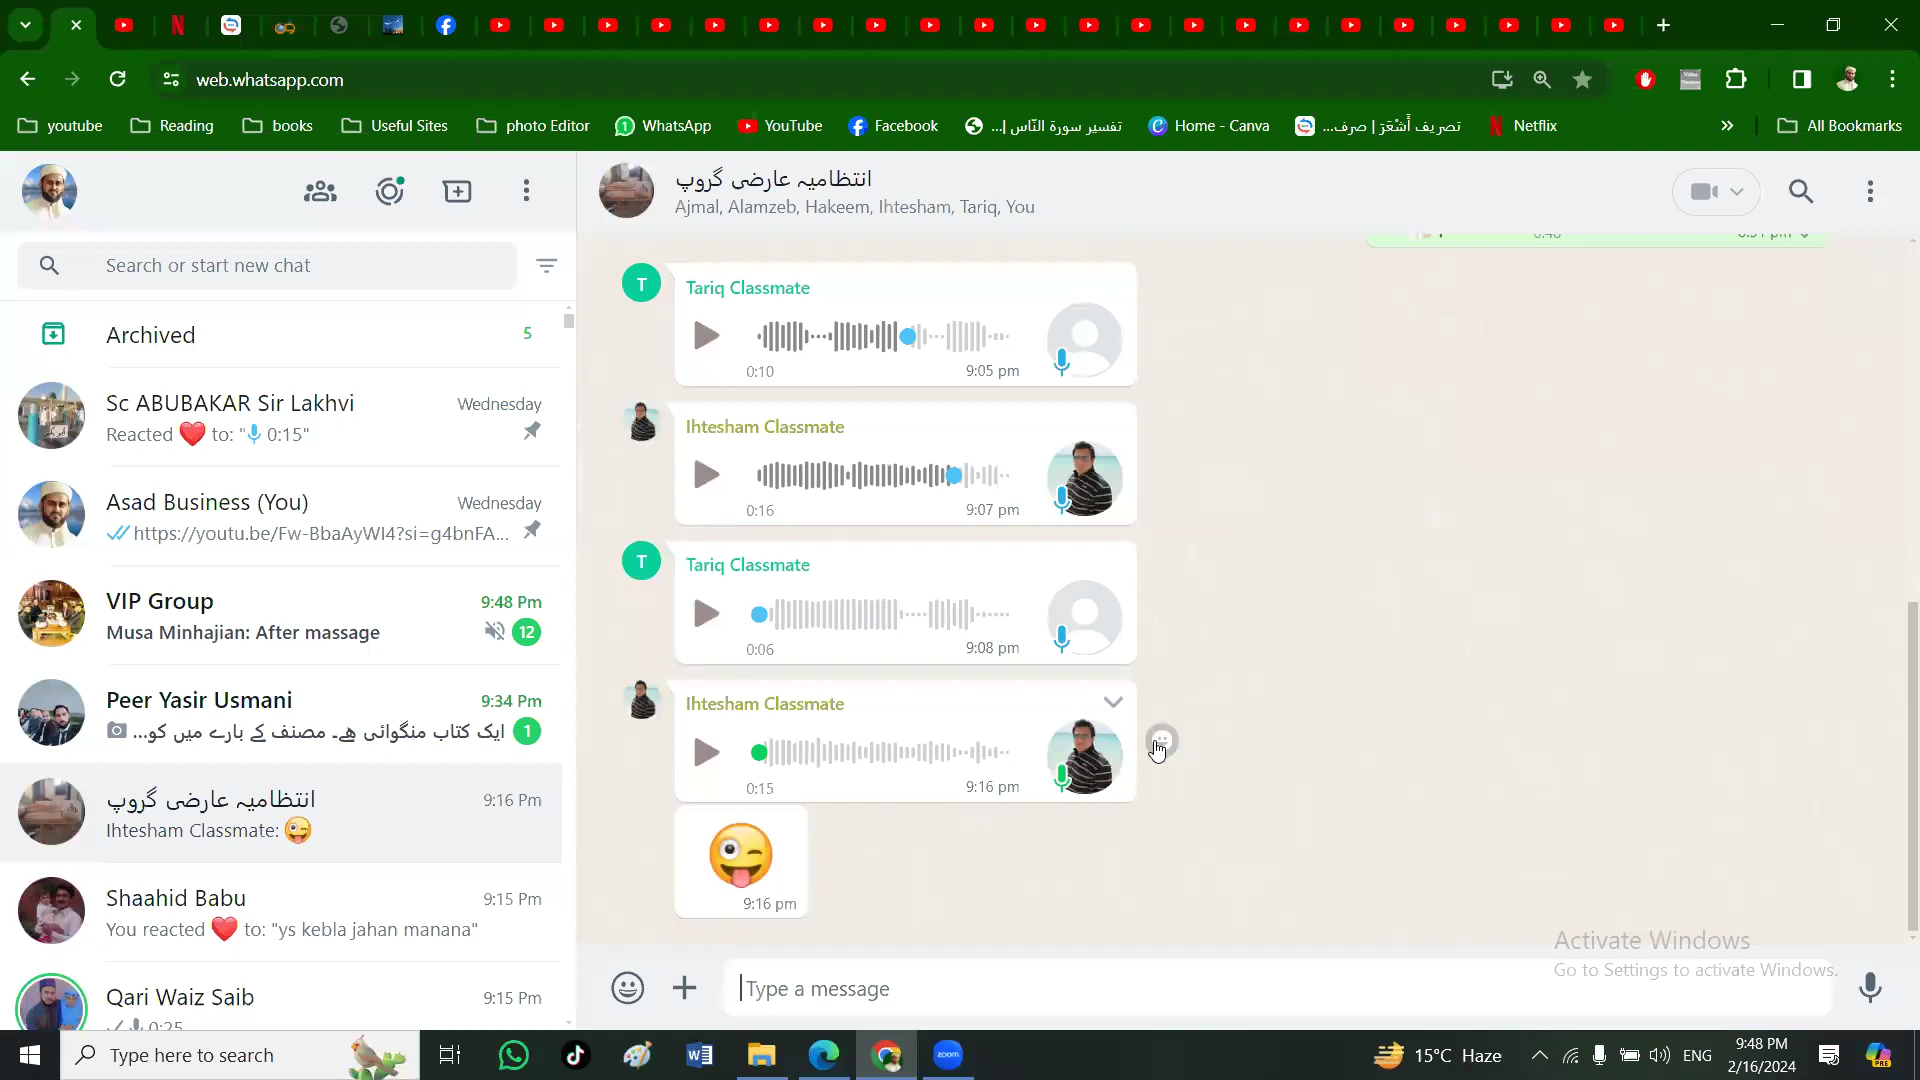 web.whatsapp.com
youtube
Reading
books
Useful Sites
photo Editor
WhatsApp
YouTube
Facebook
تفسير سورة النّاس |...
Home - Canva
تصريف أَشْعَرَ | صرف...
Netflix
All Bookmarks
انتظامیہ عارضی گروپ
Ajmal, Alamzeb, Hakeem, Ihtesham, Tariq, You
Search or start new chat
Archived
5
Sc ABUBAKAR Sir Lakhvi
Wednesday
Reacted ❤️ to: "0:15"
Asad Business (You)
Wednesday
https://youtu.be/Fw-BbaAyWI4?si=g4bnFA...
VIP Group
9:48 Pm
Musa Minhajian: After massage
12
Peer Yasir Usmani
9:34 Pm
ایک کتاب منگوائی ھے۔ مصنف کے بارے میں کو...
1
انتظامیہ عارضی گروپ
9:16 Pm
Ihtesham Classmate: 😜
Shaahid Babu
9:15 Pm
You reacted ❤️ to: "ys kebla jahan manana"
Qari Waiz Saib
9:15 Pm
0:25
T
Tariq Classmate
0:10
9:05 pm
Ihtesham Classmate
0:16
9:07 pm
T
Tariq Classmate
0:06
9:08 pm
Ihtesham Classmate
0:15
9:16 pm
😜
9:16 pm
Activate Windows
Go to Settings to activate Windows.
Type a message
Type here to search
zoom
15°C Haze
ENG
9:48 PM
2/16/2024